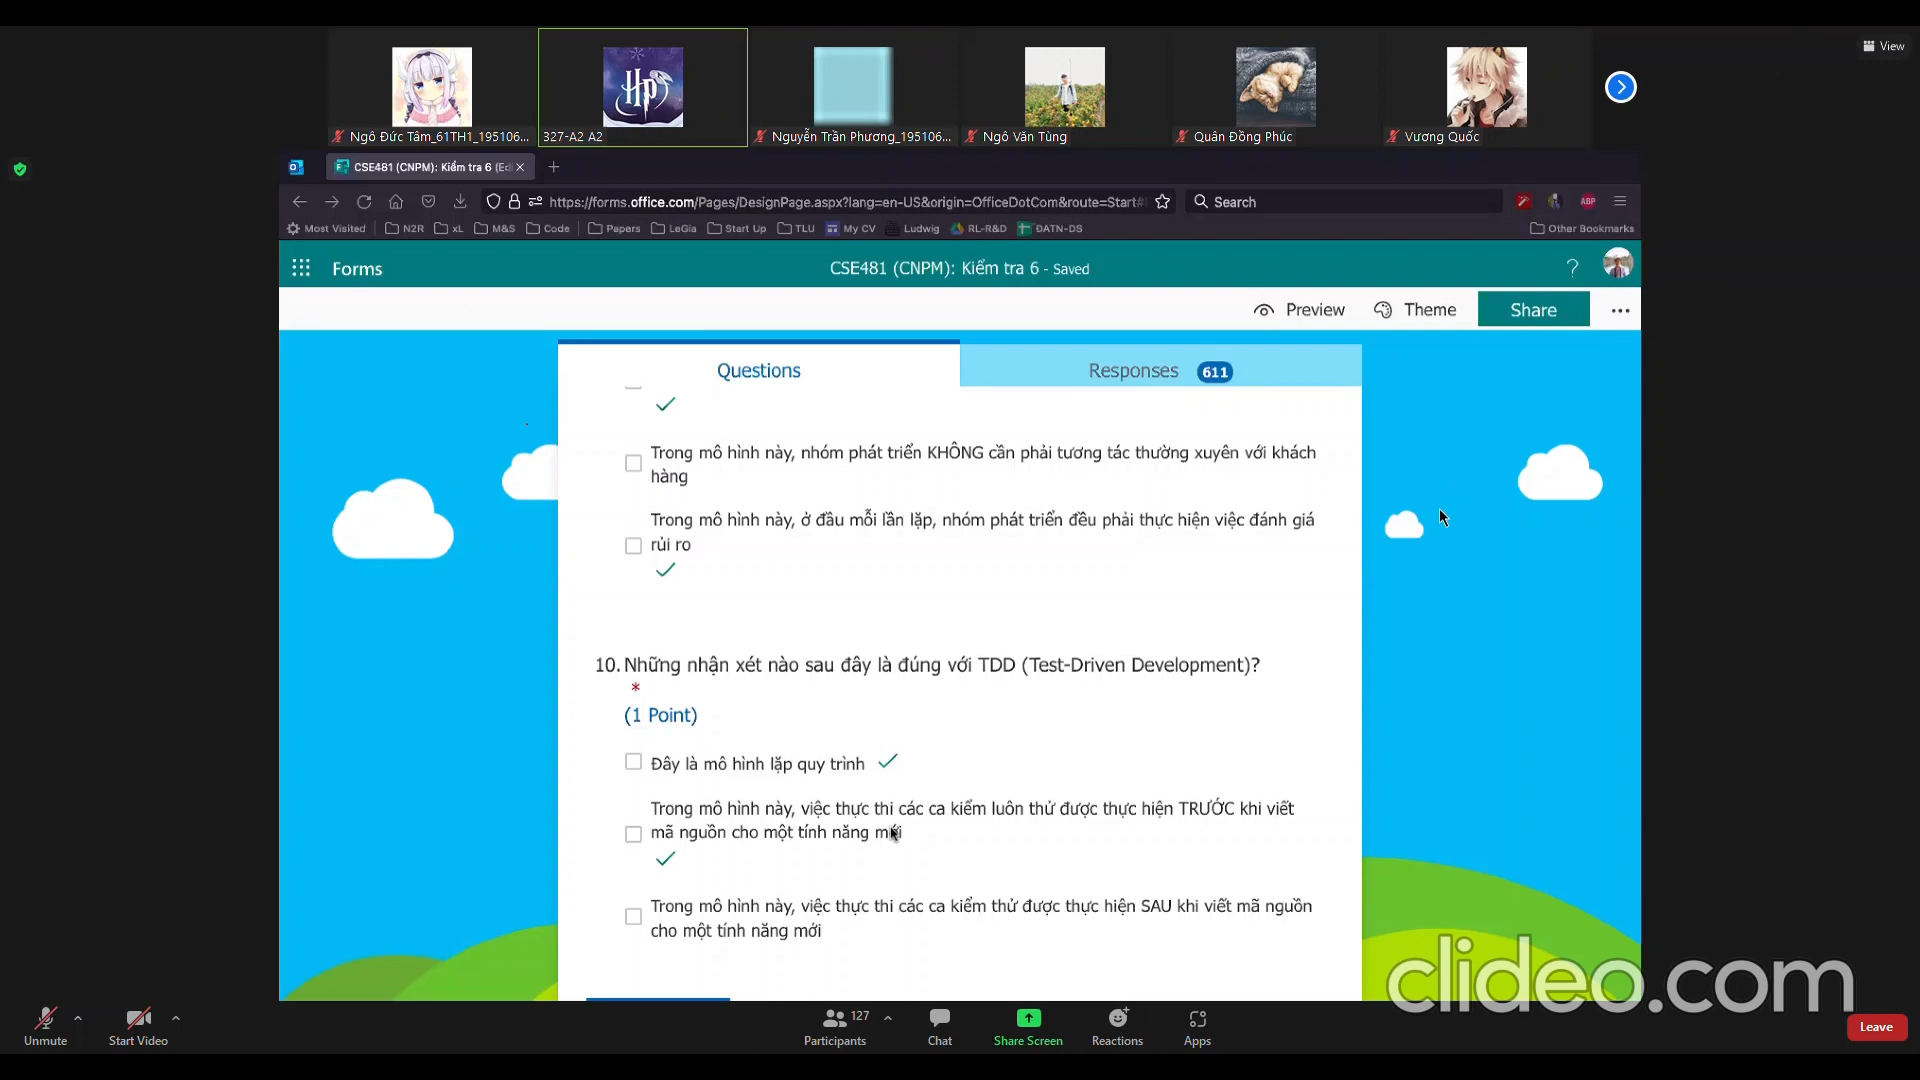 View
HP
Ngô Đức Tâm_61TH1_195106...
327-A2 A2
Nguyễn Trần Phương_195106...
Ngô Văn Tùng
Quân Đồng Phúc
Vương Quốc
CSE481 (CNPM): Kiểm tra 6 (Edi
https://forms.office.com/Pages/DesignPage.aspx?lang=en-US&origin=OfficeDotCom&route=Start#
Search
ABP
Most Visited
N2R
xL
M&S
Code
Papers
LeGia
Start Up
TLU
My CV
Ludwig
RL-R&D
ĐATN-DS
Other Bookmarks
Forms
CSE481 (CNPM): Kiểm tra 6 - Saved
?
Preview
Theme
Share
Questions
Responses 611
Trong mô hình này, nhóm phát triển KHÔNG cần phải tương tác thường xuyên với khách
hàng
Trong mô hình này, ở đầu mỗi lần lặp, nhóm phát triển đều phải thực hiện việc đánh giá
rủi ro
10. Những nhận xét nào sau đây là đúng với TDD (Test-Driven Development)?
*
(1 Point)
Đây là mô hình lặp quy trình
Trong mô hình này, việc thực thi các ca kiểm luôn thử được thực hiện TRƯỚC khi viết
mã nguồn cho một tính năng mới
Trong mô hình này, việc thực thi các ca kiểm thử được thực hiện SAU khi viết mã nguồn
cho một tính năng mới
clideo.com
Unmute
Start Video
Participants
127
Chat
Share Screen
Reactions
Apps
Leave